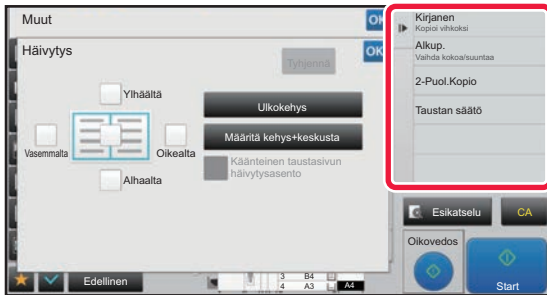 Muut
OK
Häivytys
OK
Tyhjennä
Ylhäältä
Vasemmalta
Oikealta
Alhaalta
Ulkokehys
Määritä kehys+keskusta
Käänteinen taustasivun
häivytysasento
Edellinen
3 B4
4 A3
A4
Kirjanen
Kopioi vihkoksi
Alkup.
Vaihda kokoa/suuntaa
2-Puol.Kopio
Taustan säätö
Esikatselu
CA
Oikovedos
Start